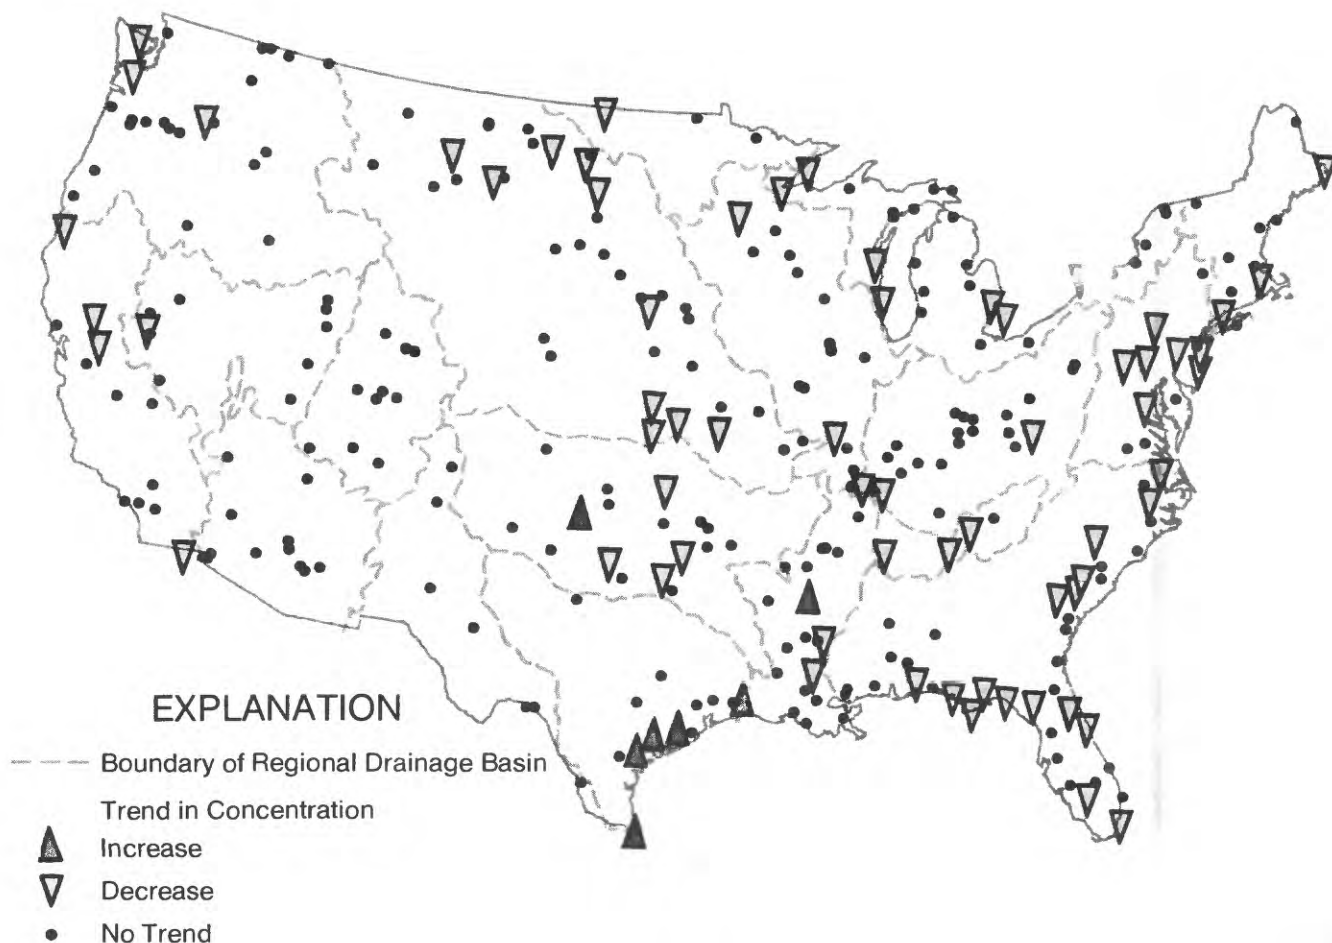 EXPLANATION
Boundary of Regional Drainage Basin
Trend in Concentration
Increase
Decrease
No Trend